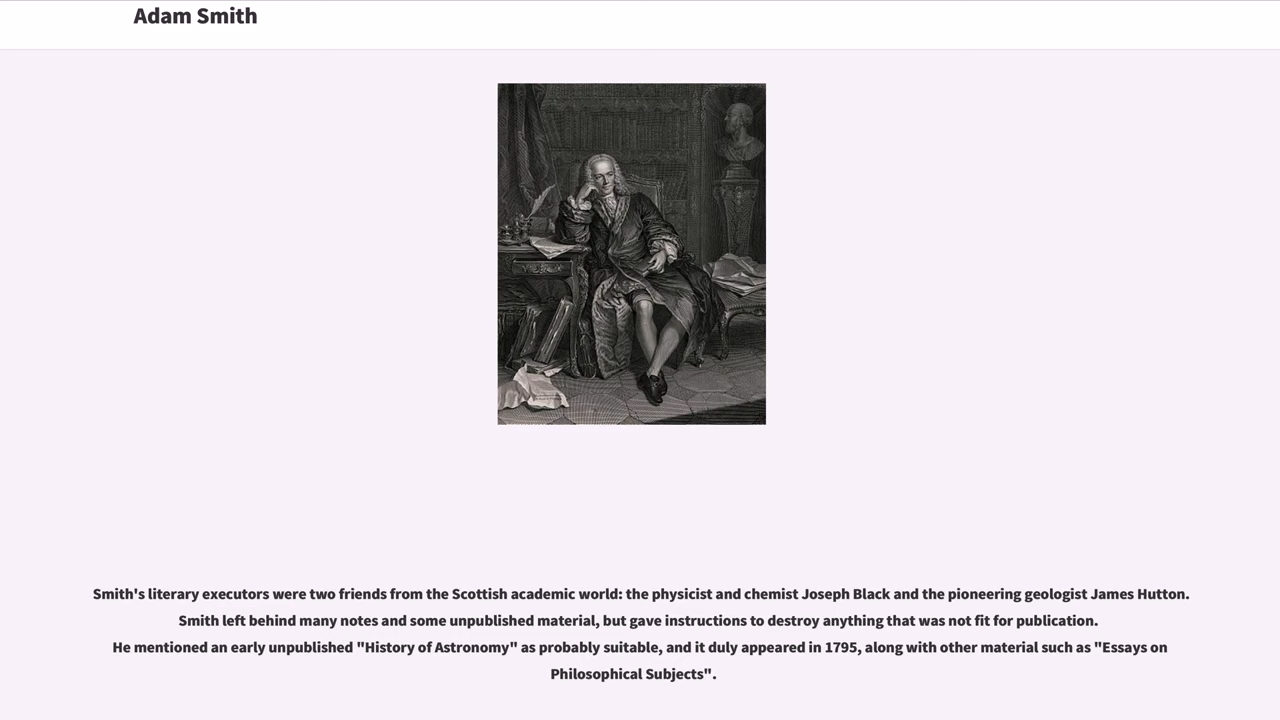 Adam Smith
Smith's literary executors were two friends from the Scottish academic world: the physicist and chemist Joseph Black and the pioneering geologist James Hutton.
Smith left behind many notes and some unpublished material, but gave instructions to destroy anything that was not fit for publication.
He mentioned an early unpublished "History of Astronomy" as probably suitable, and it duly appeared in 1795, along with other material such as "Essays on
Philosophical Subjects".